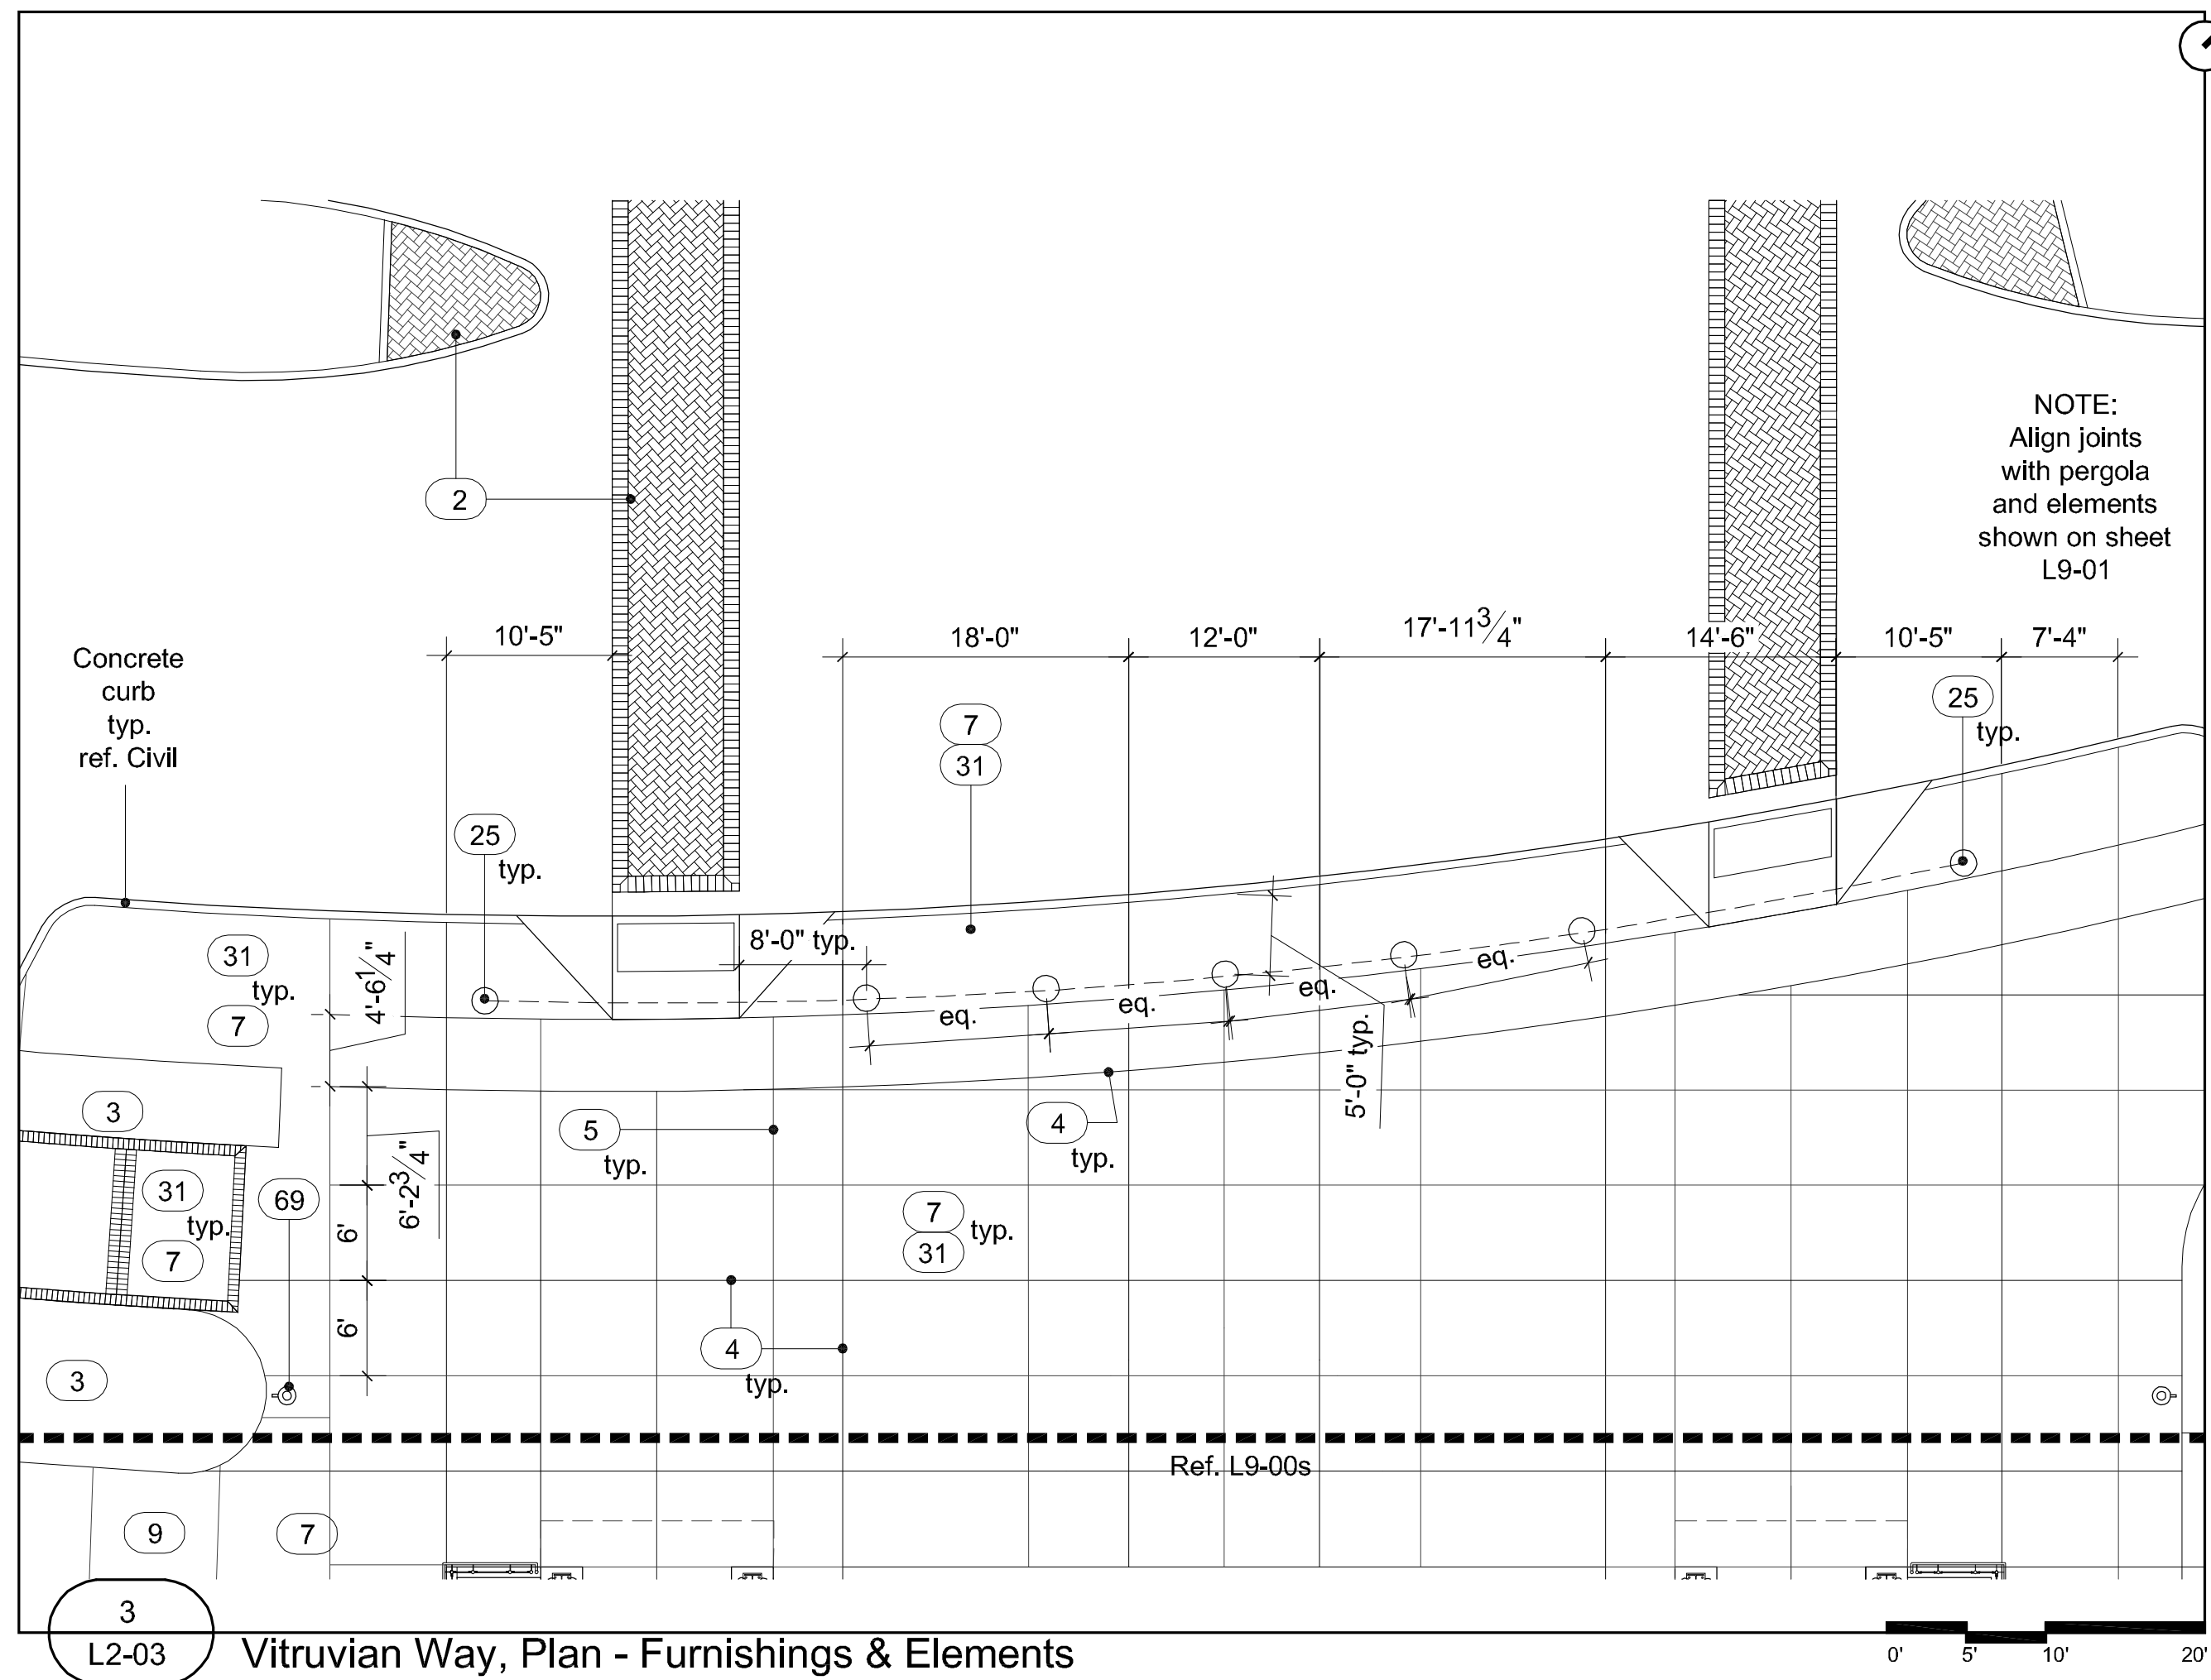 2
NOTE:
Align joints
with pergola
and elements
shown on sheet
L9-01
10'-5"
18'-0"
12'-0"
17'-11 3/4"
14'-6"
10'-5"
7'-4"
Concrete
curb
typ.
ref. Civil
25
typ.
7
31
25
typ.
31
typ.
7
4'-6 1/4"
8'-0" typ.
eq.
eq.
eq.
eq.
5'-0" typ.
3
5
typ.
4
typ.
31
typ.
7
69
6'-2 3/4"
6'
6'
7
31
typ.
4
typ.
3
Ref. L9-00s
9
7
3
L2-03
Vitruvian Way, Plan - Furnishings & Elements
0' 5' 10' 20'